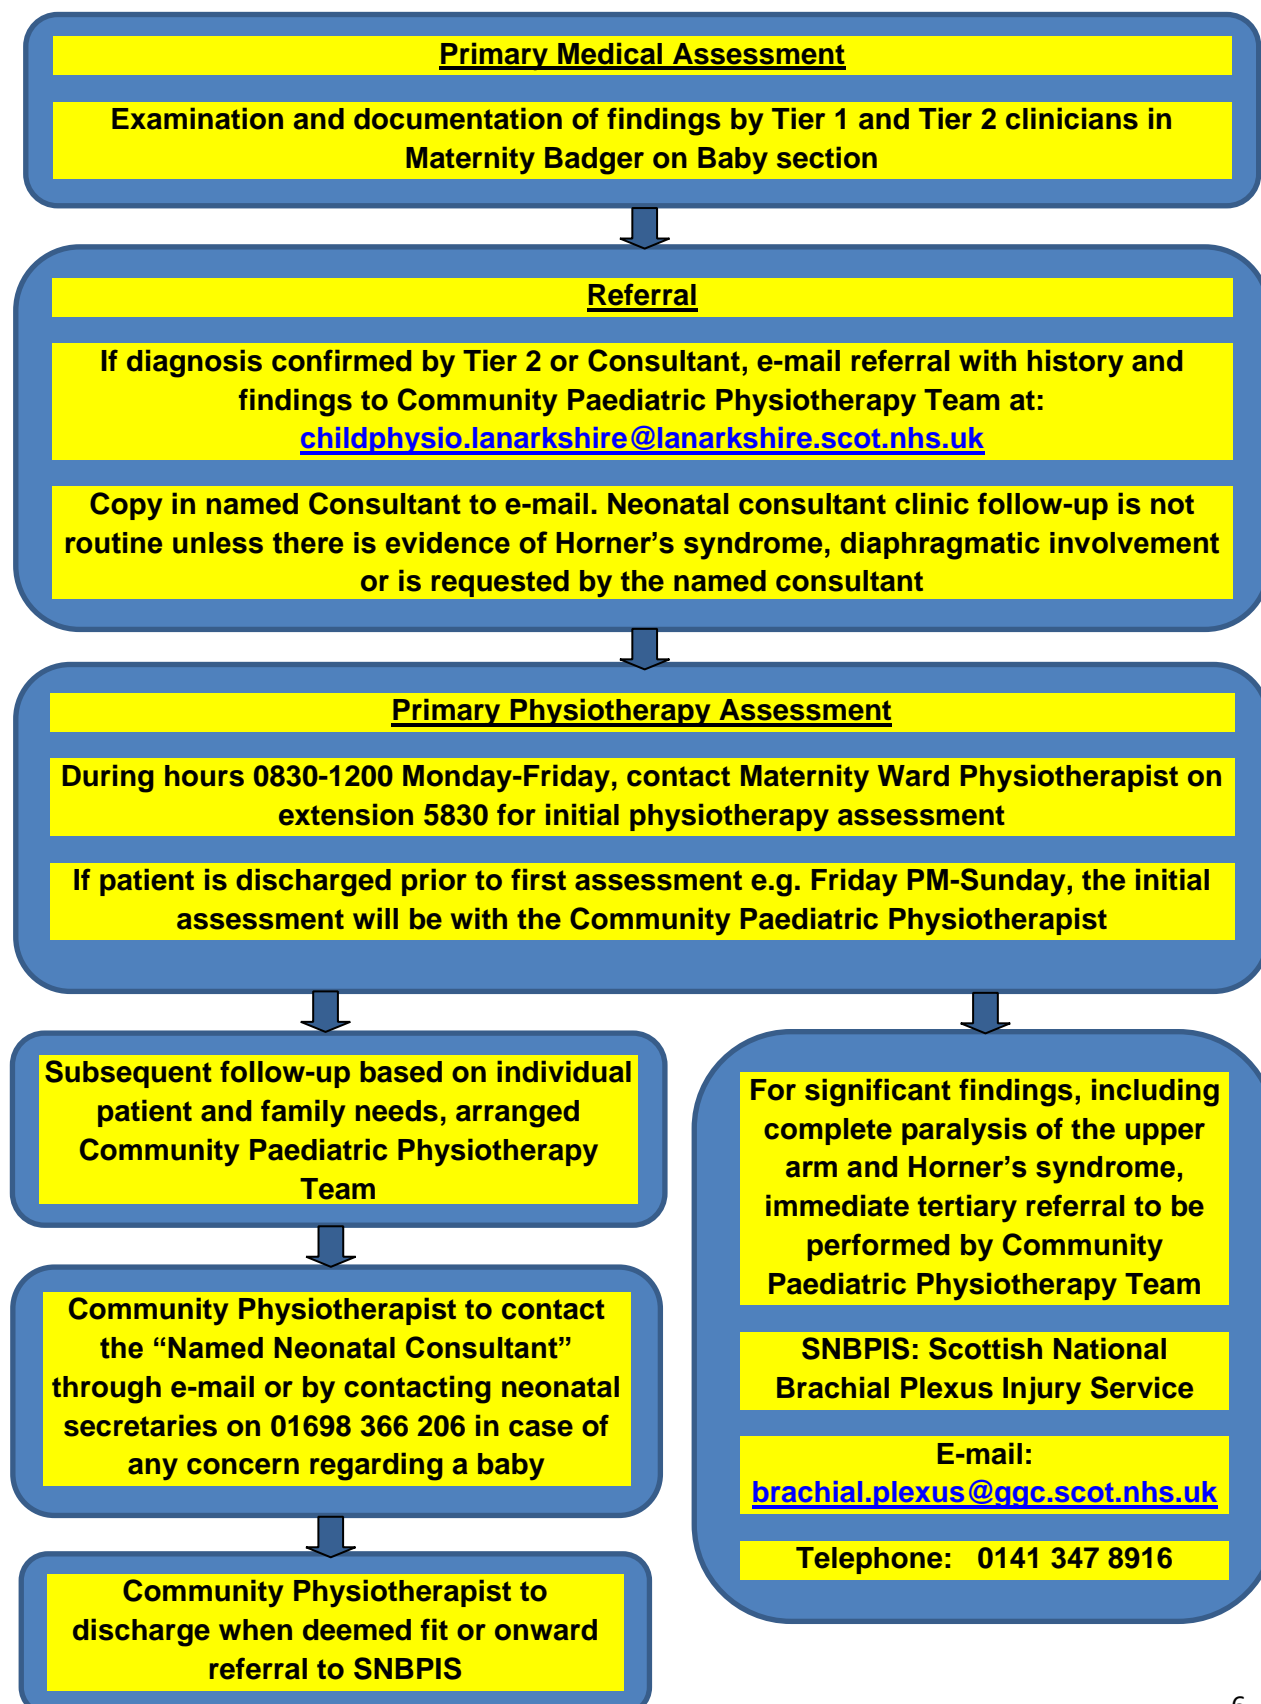 Primary Medical Assessment
Examination and documentation of findings by Tier 1 and Tier 2 clinicians in
Maternity Badger on Baby section
Referral
If diagnosis confirmed by Tier 2 or Consultant, e-mail referral with history and
findings to Community Paediatric Physiotherapy Team at:
childphysio.lanarkshire@lanarkshire.scot.nhs.uk
Copy in named Consultant to e-mail. Neonatal consultant clinic follow-up is not
routine unless there is evidence of Horner’s syndrome, diaphragmatic involvement
or is requested by the named consultant
Primary Physiotherapy Assessment
During hours 0830-1200 Monday-Friday, contact Maternity Ward Physiotherapist on
extension 5830 for initial physiotherapy assessment
If patient is discharged prior to first assessment e.g. Friday PM-Sunday, the initial
assessment will be with the Community Paediatric Physiotherapist
Subsequent follow-up based on individual
patient and family needs, arranged
Community Paediatric Physiotherapy
Team
Community Physiotherapist to contact
the “Named Neonatal Consultant”
through e-mail or by contacting neonatal
secretaries on 01698 366 206 in case of
any concern regarding a baby
Community Physiotherapist to
discharge when deemed fit or onward
referral to SNBPIS
For significant findings, including
complete paralysis of the upper
arm and Horner’s syndrome,
immediate tertiary referral to be
performed by Community
Paediatric Physiotherapy Team
SNBPIS: Scottish National
Brachial Plexus Injury Service
E-mail:
brachial.plexus@ggc.scot.nhs.uk
Telephone: 0141 347 8916